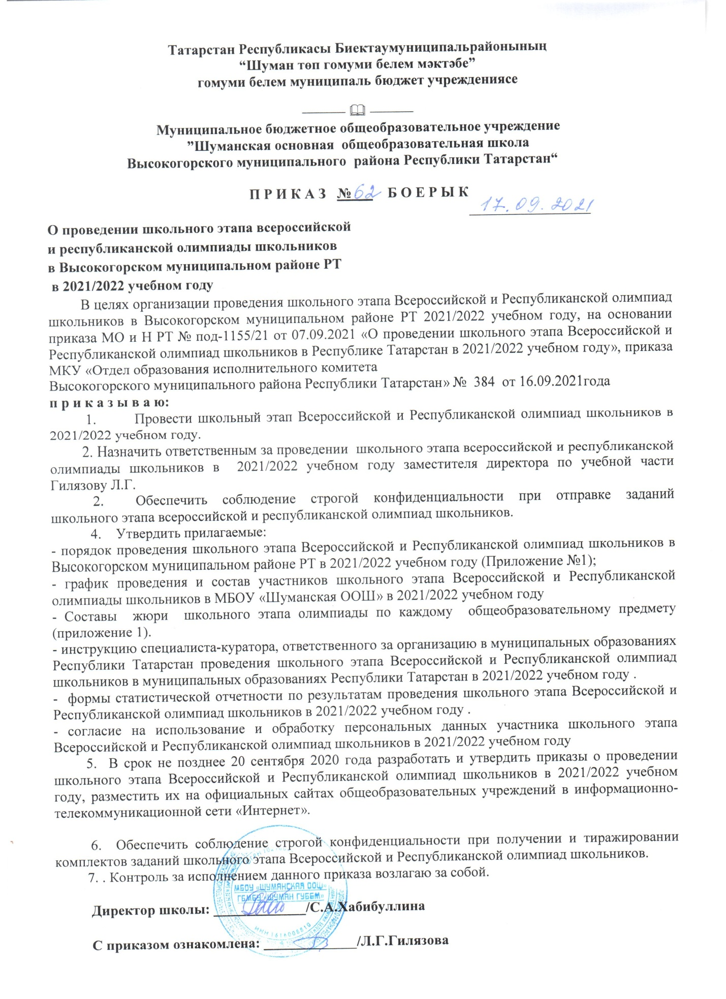 Татарстан Республикасы Биектаумуниципальрайонының
“Шуман төп гомуми белем мәктәбе”
гомуми белем муниципаль бюджет учреждениясе
Муниципальное бюджетное общеобразовательное учреждение
”Шуманская основная общеобразовательная школа
Высокогорского муниципального района Республики Татарстан“
П Р И К А З № 62 Б О Е Р Ы К
17.09.2021
О проведении школьного этапа всероссийской
и республиканской олимпиады школьников
в Высокогорском муниципальном районе РТ
в 2021/2022 учебном году
В целях организации проведения школьного этапа Всероссийской и Республиканской олимпиад
школьников в Высокогорском муниципальном районе РТ 2021/2022 учебном году, на основании
приказа МО и Н РТ № под-1155/21 от 07.09.2021 «О проведении школьного этапа Всероссийской и
Республиканской олимпиад школьников в Республике Татарстан в 2021/2022 учебном году», приказа
МКУ «Отдел образования исполнительного комитета
Высокогорского муниципального района Республики Татарстан» № 384 от 16.09.2021года
п р и к а з ы в а ю:
1. Провести школьный этап Всероссийской и Республиканской олимпиад школьников в
2021/2022 учебном году.
2. Назначить ответственным за проведении школьного этапа всероссийской и республиканской
олимпиады школьников в 2021/2022 учебном году заместителя директора по учебной части
Гилязову Л.Г.
2. Обеспечить соблюдение строгой конфиденциальности при отправке заданий
школьного этапа всероссийской и республиканской олимпиад школьников.
4. Утвердить прилагаемые:
- порядок проведения школьного этапа Всероссийской и Республиканской олимпиад школьников в
Высокогорском муниципальном районе РТ в 2021/2022 учебном году (Приложение №1);
- график проведения и состав участников школьного этапа Всероссийской и Республиканской
олимпиады школьников в МБОУ «Шуманская ООШ» в 2021/2022 учебном году
- Составы жюри школьного этапа олимпиады по каждому общеобразовательному предмету
(приложение 1).
- инструкцию специалиста-куратора, ответственного за организацию в муниципальных образованиях
Республики Татарстан проведения школьного этапа Всероссийской и Республиканской олимпиад
школьников в муниципальных образованиях Республики Татарстан в 2021/2022 учебном году .
- формы статистической отчетности по результатам проведения школьного этапа Всероссийской и
Республиканской олимпиад школьников в 2021/2022 учебном году .
- согласие на использование и обработку персональных данных участника школьного этапа
Всероссийской и Республиканской олимпиад школьников в 2021/2022 учебном году
5. В срок не позднее 20 сентября 2020 года разработать и утвердить приказы о проведении
школьного этапа Всероссийской и Республиканской олимпиад школьников в 2021/2022 учебном
году, разместить их на официальных сайтах общеобразовательных учреждений в информационно-
телекоммуникационной сети «Интернет».
6. Обеспечить соблюдение строгой конфиденциальности при получении и тиражировании
комплектов заданий школьного этапа Всероссийской и Республиканской олимпиад школьников.
7. . Контроль за исполнением данного приказа возлагаю за собой.
МБОУ «ШУМАНСКАЯ ООШ»
ГБМБУ «ШУМАН ГУББМ»
ИНН 1616008810
Директор школы: _____________/С.А.Хабибуллина
С приказом ознакомлена: _____________/Л.Г.Гилязова